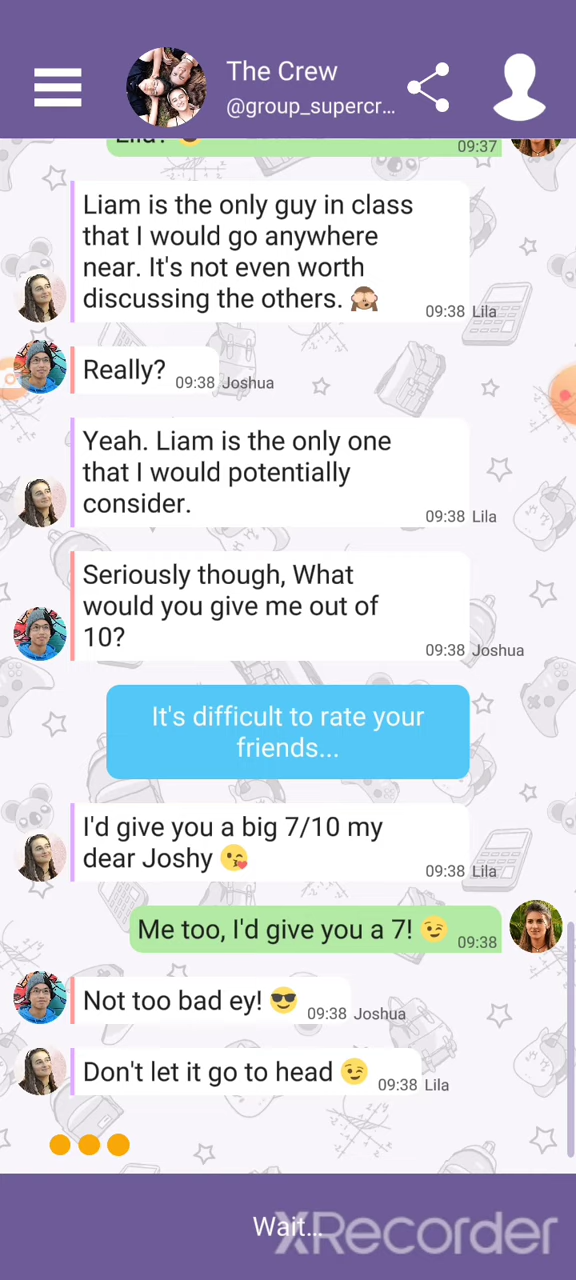 The Crew
@group_supercr...
Lila?
09:37
Liam is the only guy in class
that I would go anywhere
near. It's not even worth
discussing the others. 🙈
09:38 Lila
Really?
09:38 Joshua
Yeah. Liam is the only one
that I would potentially
consider.
09:38 Lila
Seriously though, What
would you give me out of
10?
09:38 Joshua
It's difficult to rate your
friends...
I'd give you a big 7/10 my
dear Joshy 😘
09:38 Lila
Me too, I'd give you a 7! 😉
09:38
Not too bad ey! 😎
09:38 Joshua
Don't let it go to head 😉
09:38 Lila
Wait...
XRecorder